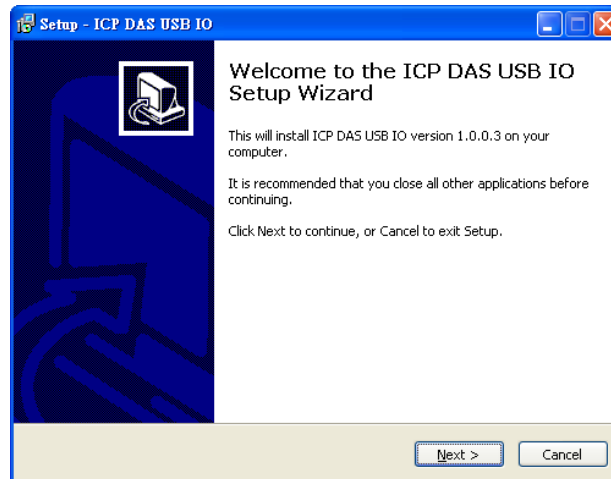 Setup - ICP DAS USB IO
Welcome to the ICP DAS USB IO
Setup Wizard
This will install ICP DAS USB IO version 1.0.0.3 on your
computer.
It is recommended that you close all other applications before
continuing.
Click Next to continue, or Cancel to exit Setup.
Next >
Cancel